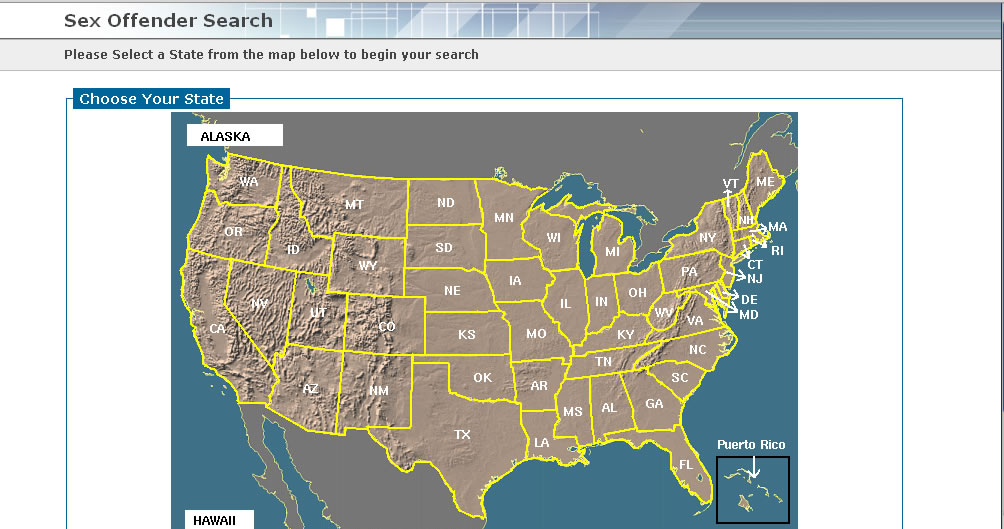 Sex Offender Search
Please Select a State from the map below to begin your search
Choose Your State
ALASKA
WA
MT
ND
MN
VT
ME
OR
ID
SD
WI
MI
NY
NH
MA
RI
WY
CT
NV
UT
NE
IA
IL
IN
OH
PA
NJ
DE
MD
CA
CO
KS
MO
KY
WV
VA
AZ
NM
OK
AR
TN
NC
SC
TX
LA
MS
AL
GA
FL
Puerto Rico
HAWAII